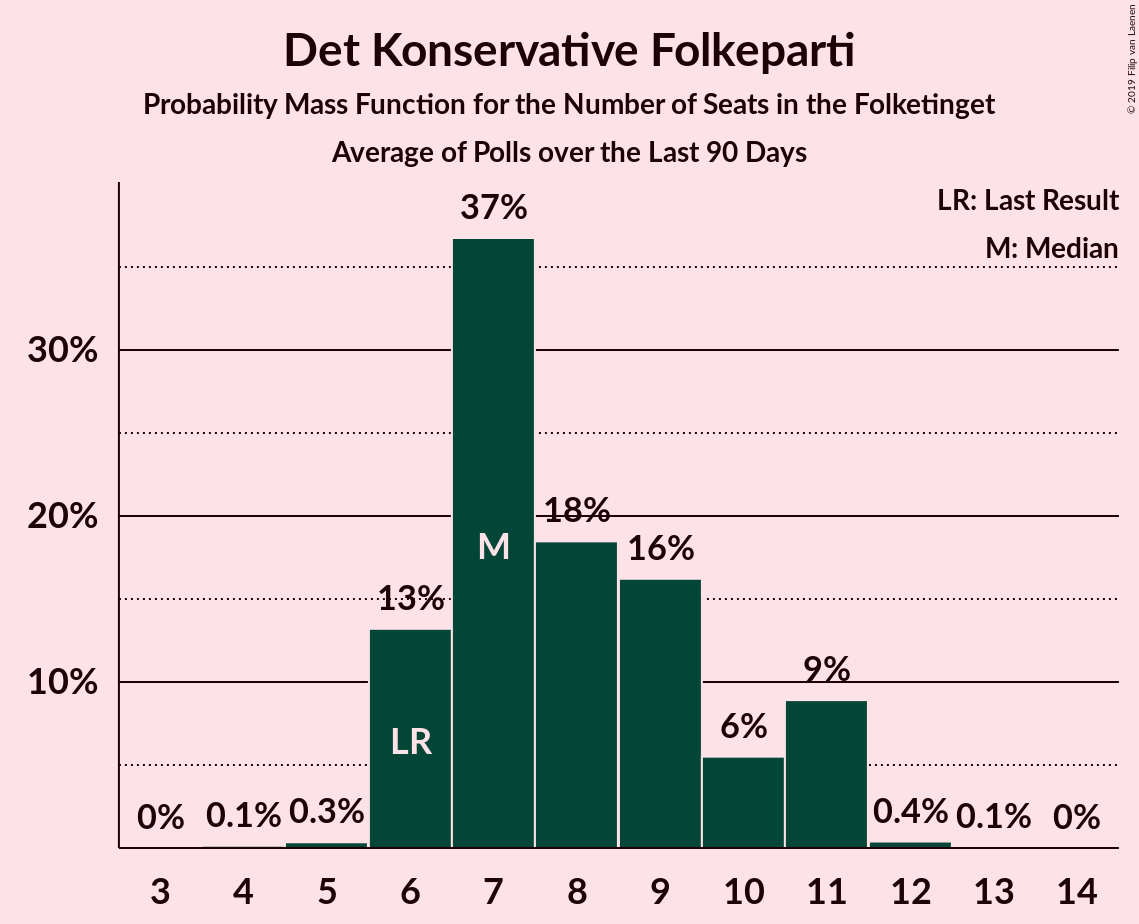 Det Konservative Folkeparti
Probability Mass Function for the Number of Seats in the Folketinget
Average of Polls over the Last 90 Days
© 2019 Filip van Laenen
LR: Last Result
M: Median
37%
30%
20%
18%
16%
M
13%
10%
9%
6%
LR
0%
0.1%
0.3%
0.4%
0.1%
0%
3 4 5 6 7 8 9 10 11 12 13 14